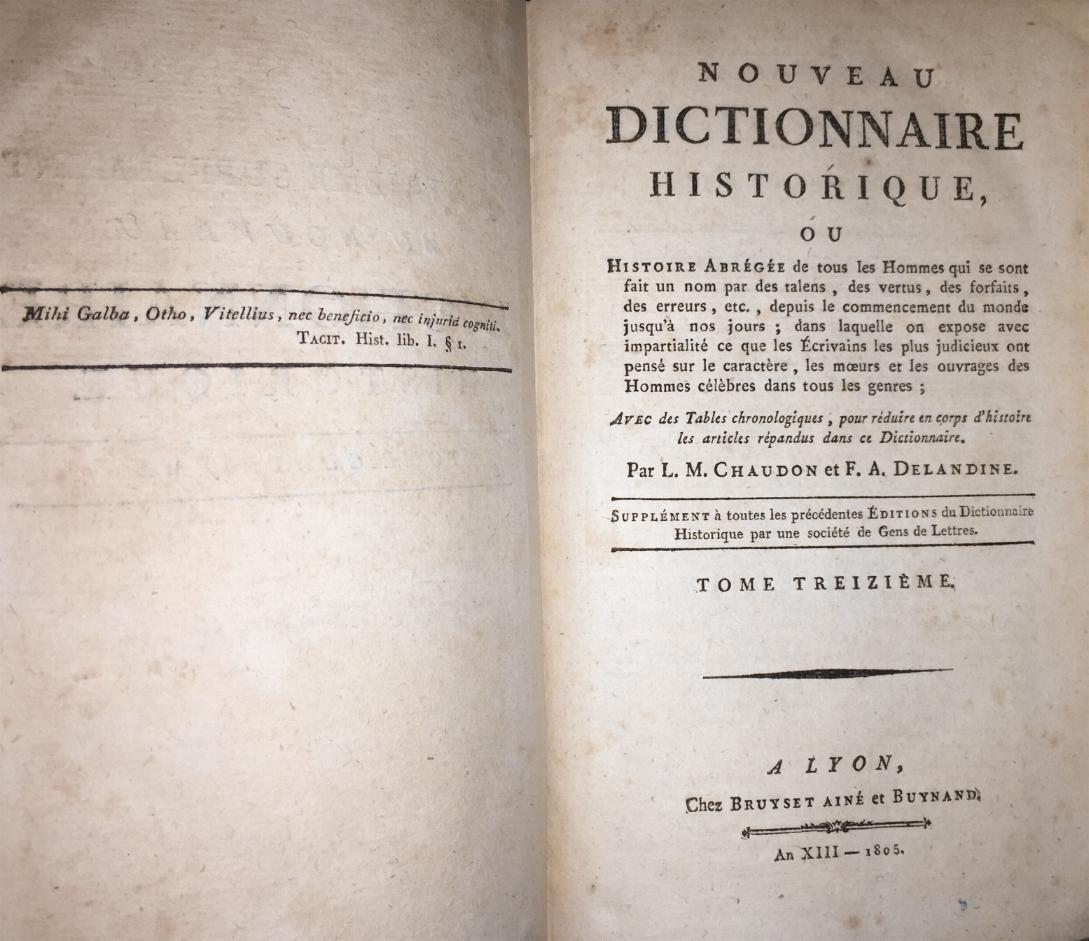 Mihi Galba, Otho, Vitellius, nec beneficio, nec injuriâ cogniti.
TACIT. Hist. lib. I. § 1.
NOUVEAU
DICTIONNAIRE
HISTORIQUE,
OU
HISTOIRE ABRÉGÉE de tous les Hommes qui se sont
fait un nom par des talens, des vertus, des forfaits,
des erreurs, etc., depuis le commencement du monde
jusqu'à nos jours ; dans laquelle on expose avec
impartialité ce que les Écrivains les plus judicieux ont
pensé sur le caractère, les mœurs et les ouvrages des
Hommes célèbres dans tous les genres ;
AVEC des Tables chronologiques, pour réduire en corps d'histoire
les articles répandus dans ce Dictionnaire.
Par L. M. CHAUDON et F. A. DELANDINE.
SUPPLÉMENT à toutes les précédentes ÉDITIONS du Dictionnaire
Historique par une société de Gens de Lettres.
TOME TREIZIÈME.
A LYON,
Chez BRUYSET AINÉ et BUYNAND.
An XIII — 1805.